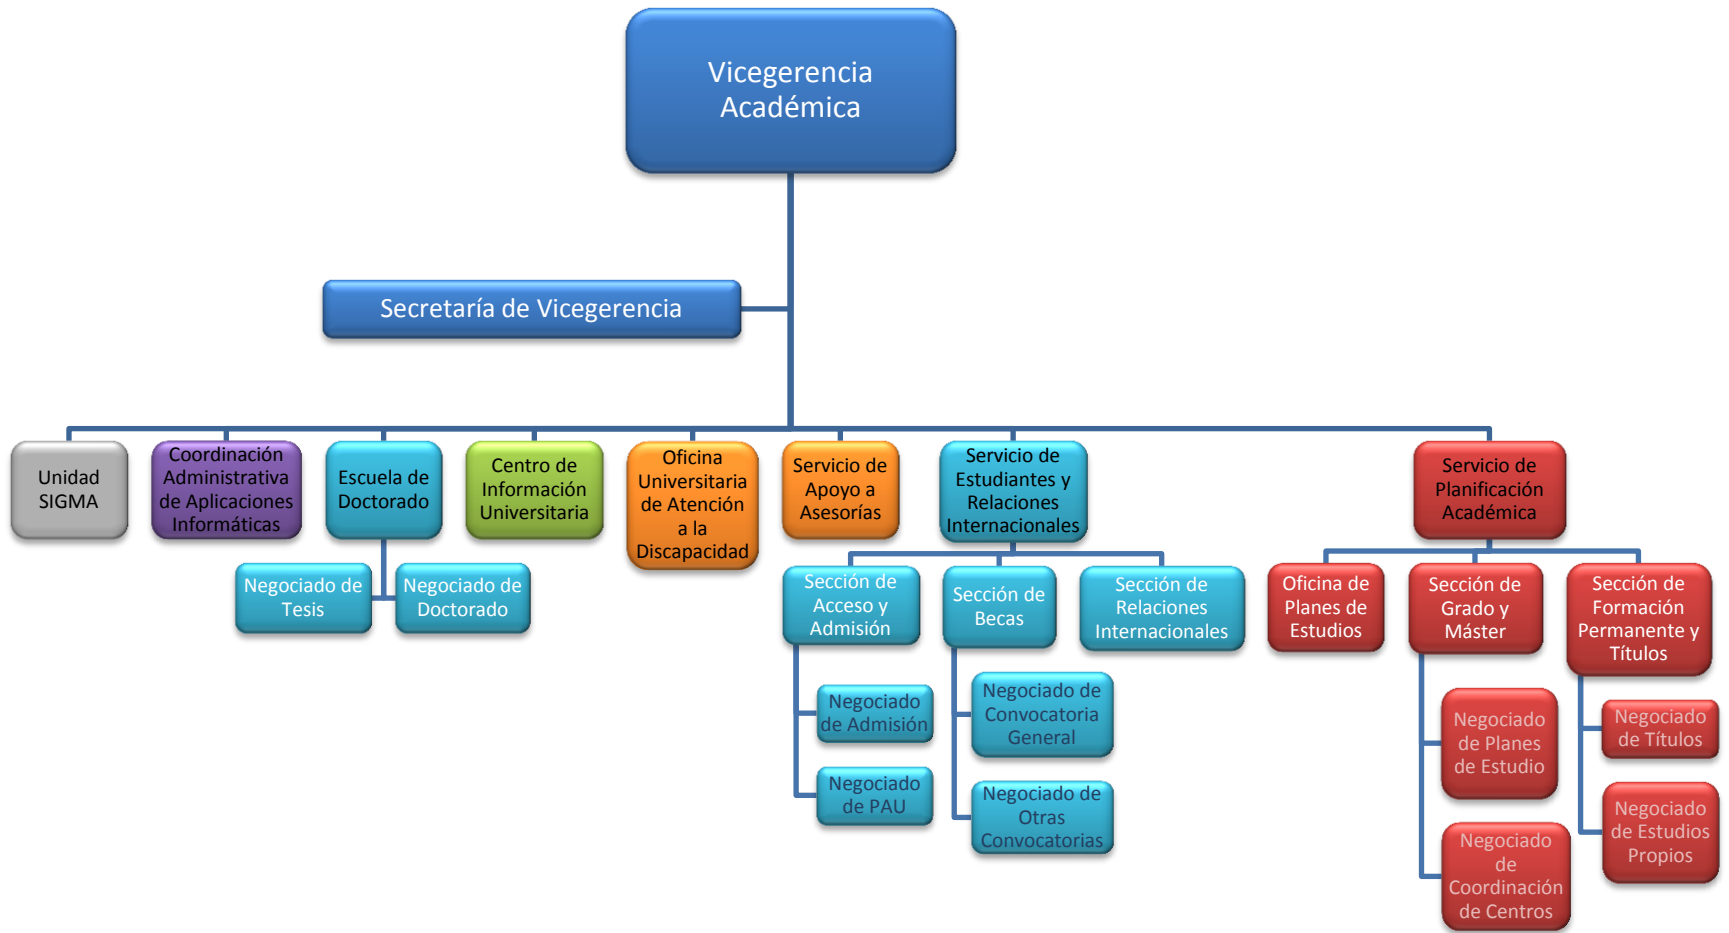 Vicegerencia
Académica
Secretaría de Vicegerencia
Unidad
SIGMA
Coordinación
Administrativa
de Aplicaciones
Informáticas
Escuela de
Doctorado
Centro de
Información
Universitaria
Oficina
Universitaria
de Atención
a la
Discapacidad
Servicio de
Apoyo a
Asesorías
Servicio de
Estudiantes y
Relaciones
Internacionales
Servicio de
Planificación
Académica
Negociado de
Tesis
Negociado de
Doctorado
Sección de
Acceso y
Admisión
Sección de
Becas
Sección de
Relaciones
Internacionales
Oficina de
Planes de
Estudios
Sección de
Grado y
Máster
Sección de
Formación
Permanente y
Títulos
Negociado
de Admisión
Negociado
de PAU
Negociado de
Convocatoria
General
Negociado de
Otras
Convocatorias
Negociado
de Planes
de Estudio
Negociado
de
Coordinación
de Centros
Negociado
de Títulos
Negociado
de Estudios
Propios